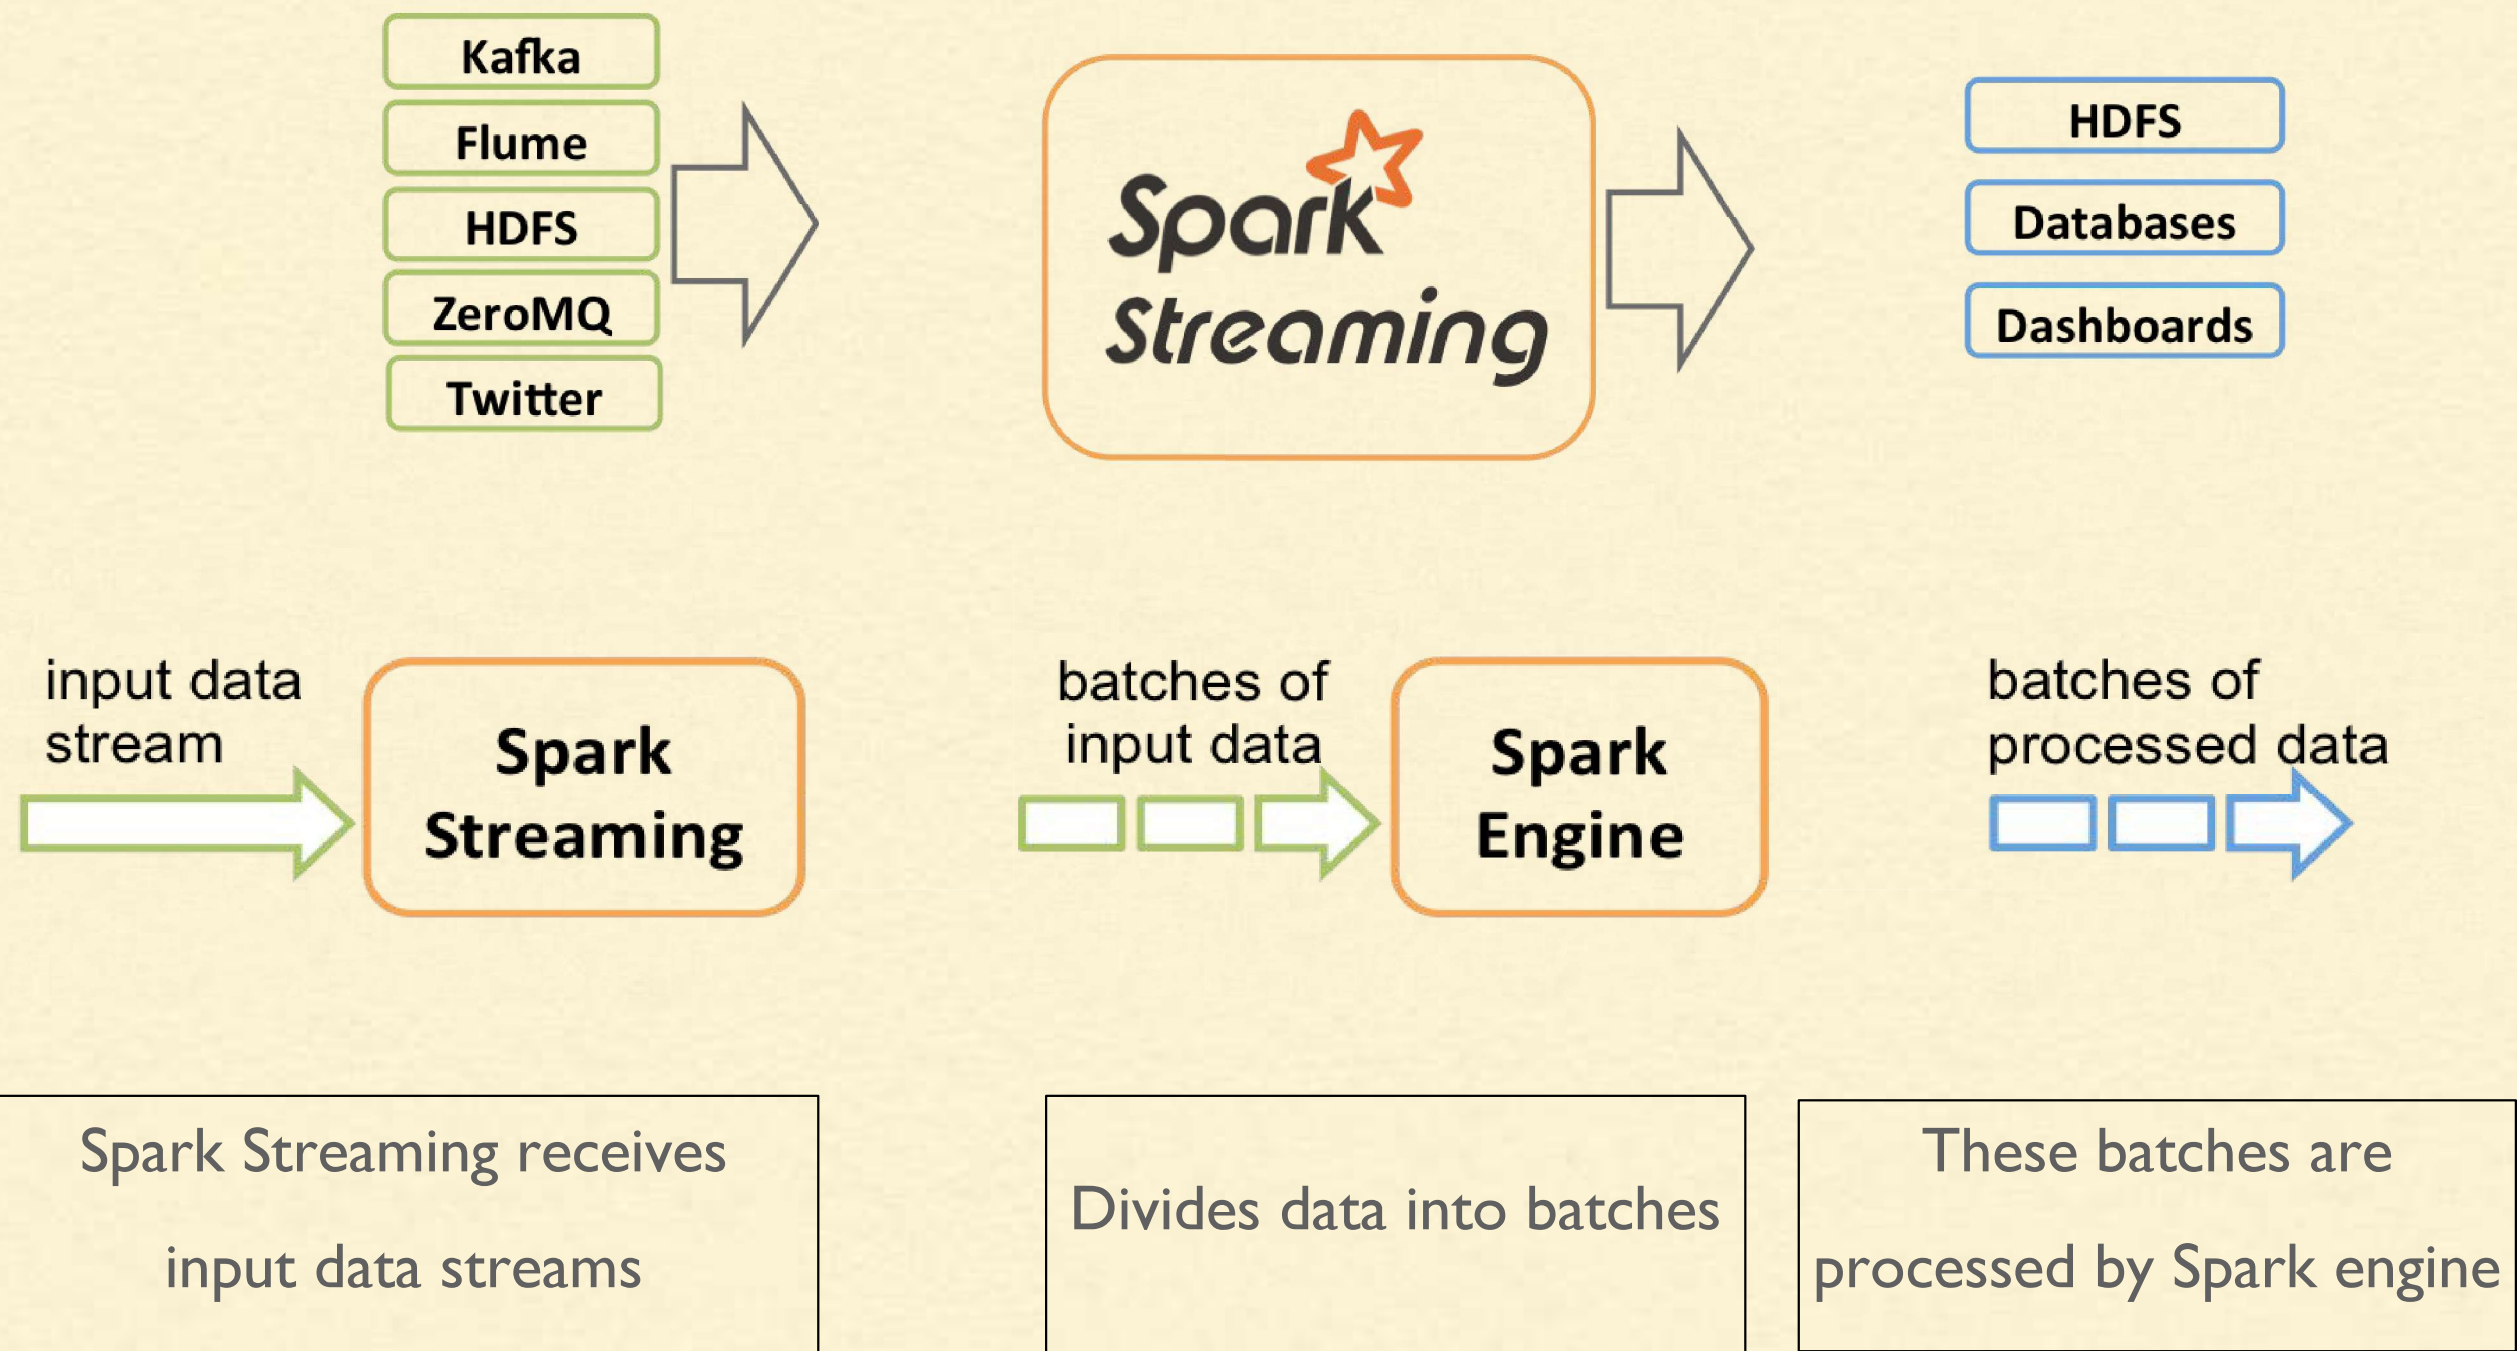 Kafka
Flume
HDFS
ZeroMQ
Twitter
Spark
Streaming
HDFS
Databases
Dashboards
input data
stream
Spark
Streaming
batches of
input data
Spark
Engine
batches of
processed data
Spark Streaming receives
input data streams
Divides data into batches
These batches are
processed by Spark engine